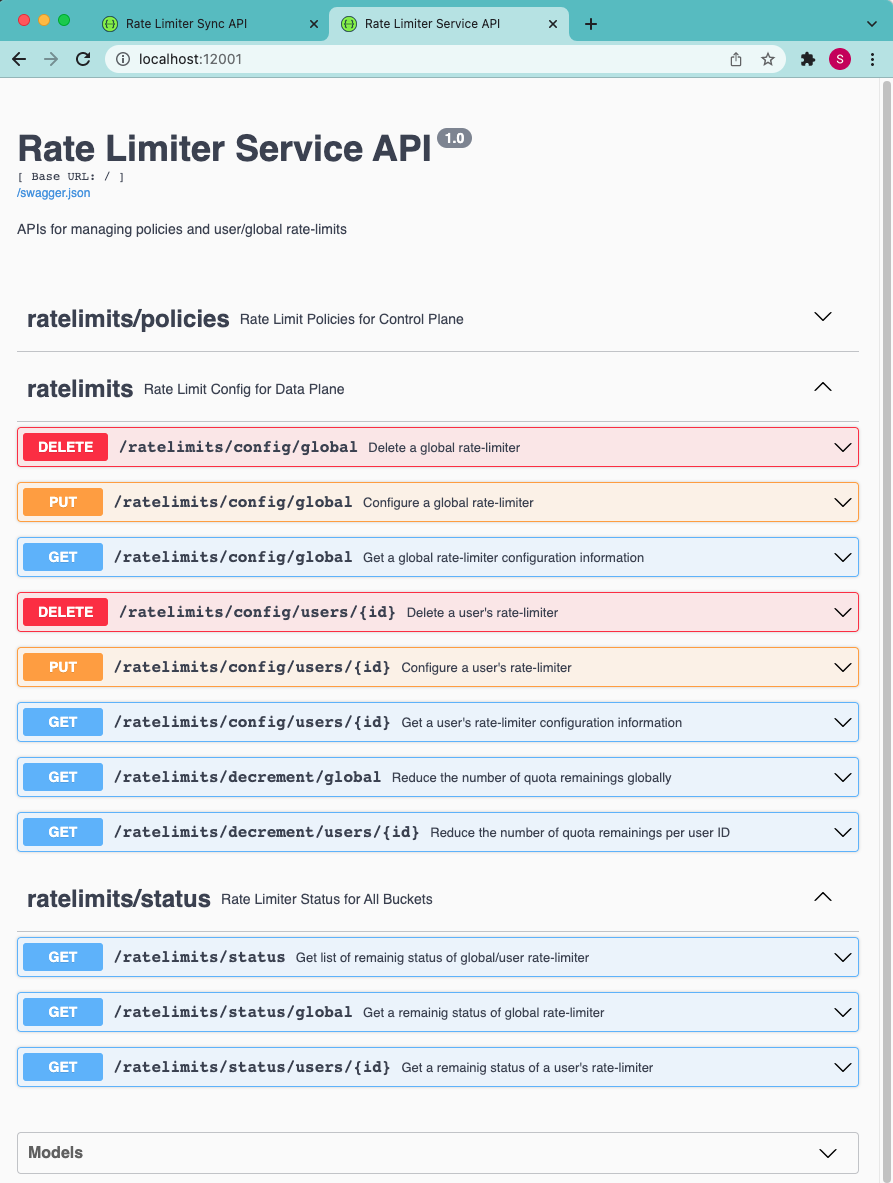 Rate Limiter Sync API
Rate Limiter Service API
localhost:12001
S
Rate Limiter Service API 1.0
[ Base URL: / ]
/swagger.json
APIs for managing policies and user/global rate-limits
ratelimits/policies Rate Limit Policies for Control Plane
ratelimits Rate Limit Config for Data Plane
DELETE /ratelimits/config/global Delete a global rate-limiter
PUT /ratelimits/config/global Configure a global rate-limiter
GET /ratelimits/config/global Get a global rate-limiter configuration information
DELETE /ratelimits/config/users/{id} Delete a user's rate-limiter
PUT /ratelimits/config/users/{id} Configure a user's rate-limiter
GET /ratelimits/config/users/{id} Get a user's rate-limiter configuration information
GET /ratelimits/decrement/global Reduce the number of quota remainings globally
GET /ratelimits/decrement/users/{id} Reduce the number of quota remainings per user ID
ratelimits/status Rate Limiter Status for All Buckets
GET /ratelimits/status Get list of remainig status of global/user rate-limiter
GET /ratelimits/status/global Get a remainig status of global rate-limiter
GET /ratelimits/status/users/{id} Get a remainig status of a user's rate-limiter
Models